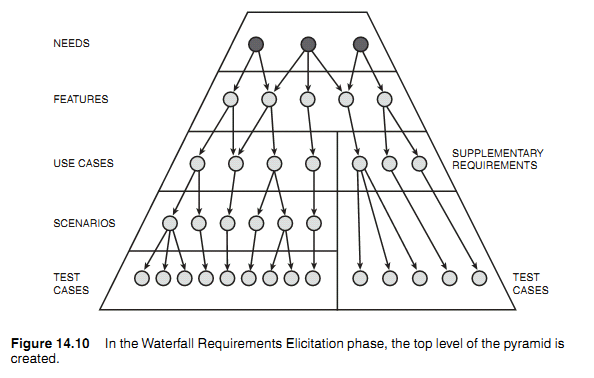 NEEDS
FEATURES
USE CASES
SUPPLEMENTARY
REQUIREMENTS
SCENARIOS
TEST
CASES
TEST
CASES
Figure 14.10 In the Waterfall Requirements Elicitation phase, the top level of the pyramid is
created.